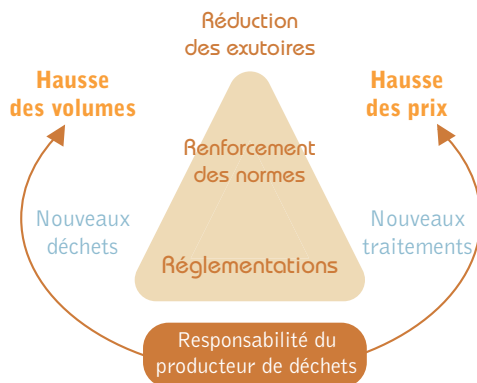 Réduction
des exutoires
Hausse
des volumes
Hausse
des prix
Renforcement
des normes
Nouveaux
déchets
Nouveaux
traitements
Réglementations
Responsabilité du
producteur de déchets